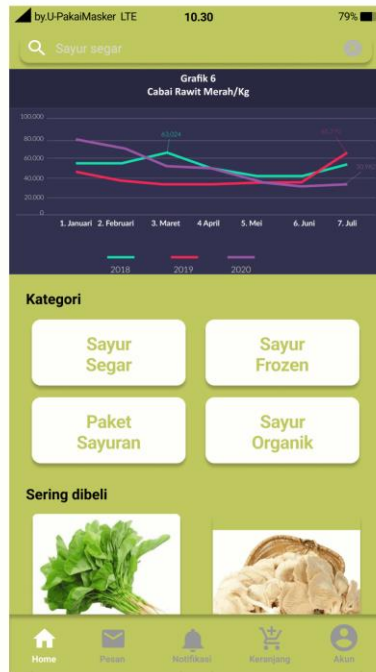 by.U-PakaiMasker LTE 10.30 79%
Sayur segar
Grafik 6
Cabai Rawit Merah/Kg
100.000
80.000
60.000
40.000
20.000
0
1. Januari 2. Februari 3. Maret 4 April 5. Mei 6. Juni 7. Juli
2018 2019 2020
Kategori
Sayur
Segar
Sayur
Frozen
Paket
Sayuran
Sayur
Organik
Sering dibeli
Home Pesan Notifikasi Keranjang Akun